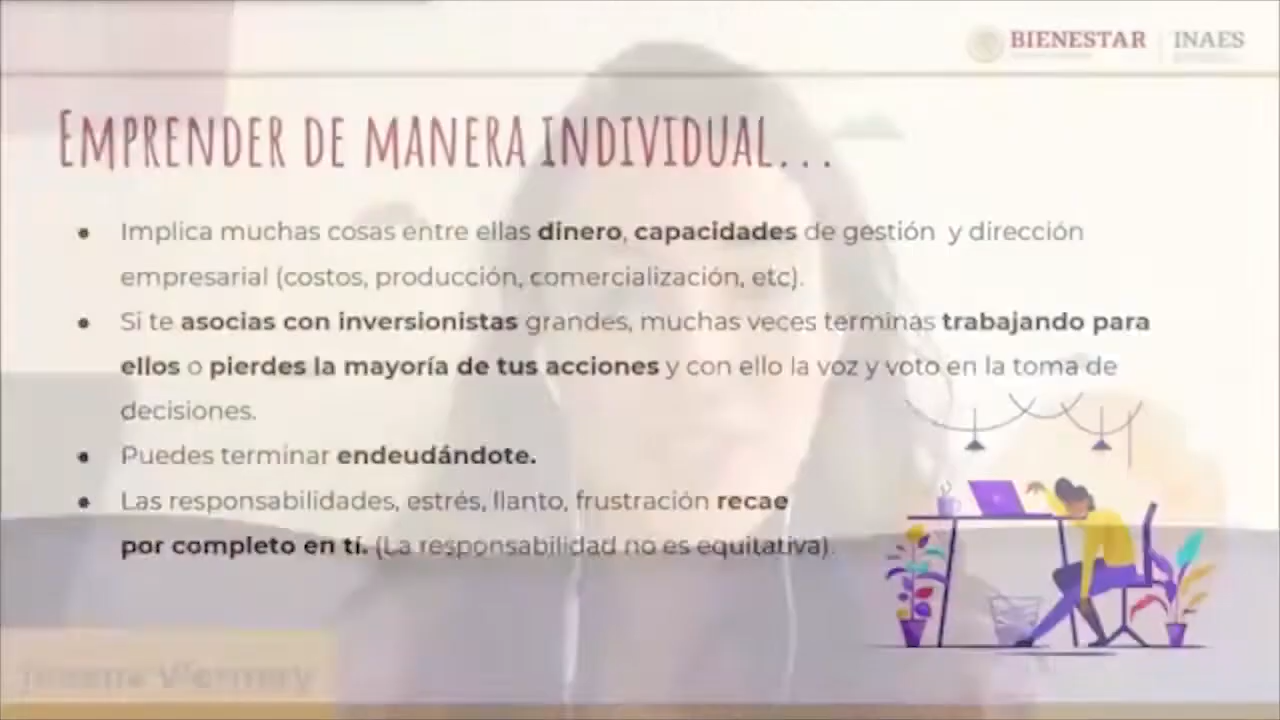 BIENESTAR | INAES
EMPRENDER DE MANERA INDIVIDUAL...
• Implica muchas cosas entre ellas dinero, capacidades de gestión y dirección
empresarial (costos, producción, comercialización, etc).
• Si te asocias con inversionistas grandes, muchas veces terminas trabajando para
ellos o pierdes la mayoría de tus acciones y con ello la voz y voto en la toma de
decisiones.
• Puedes terminar endeudándote.
• Las responsabilidades, estrés, llanto, frustración recae
por completo en tí. (La responsabilidad no es equitativa).